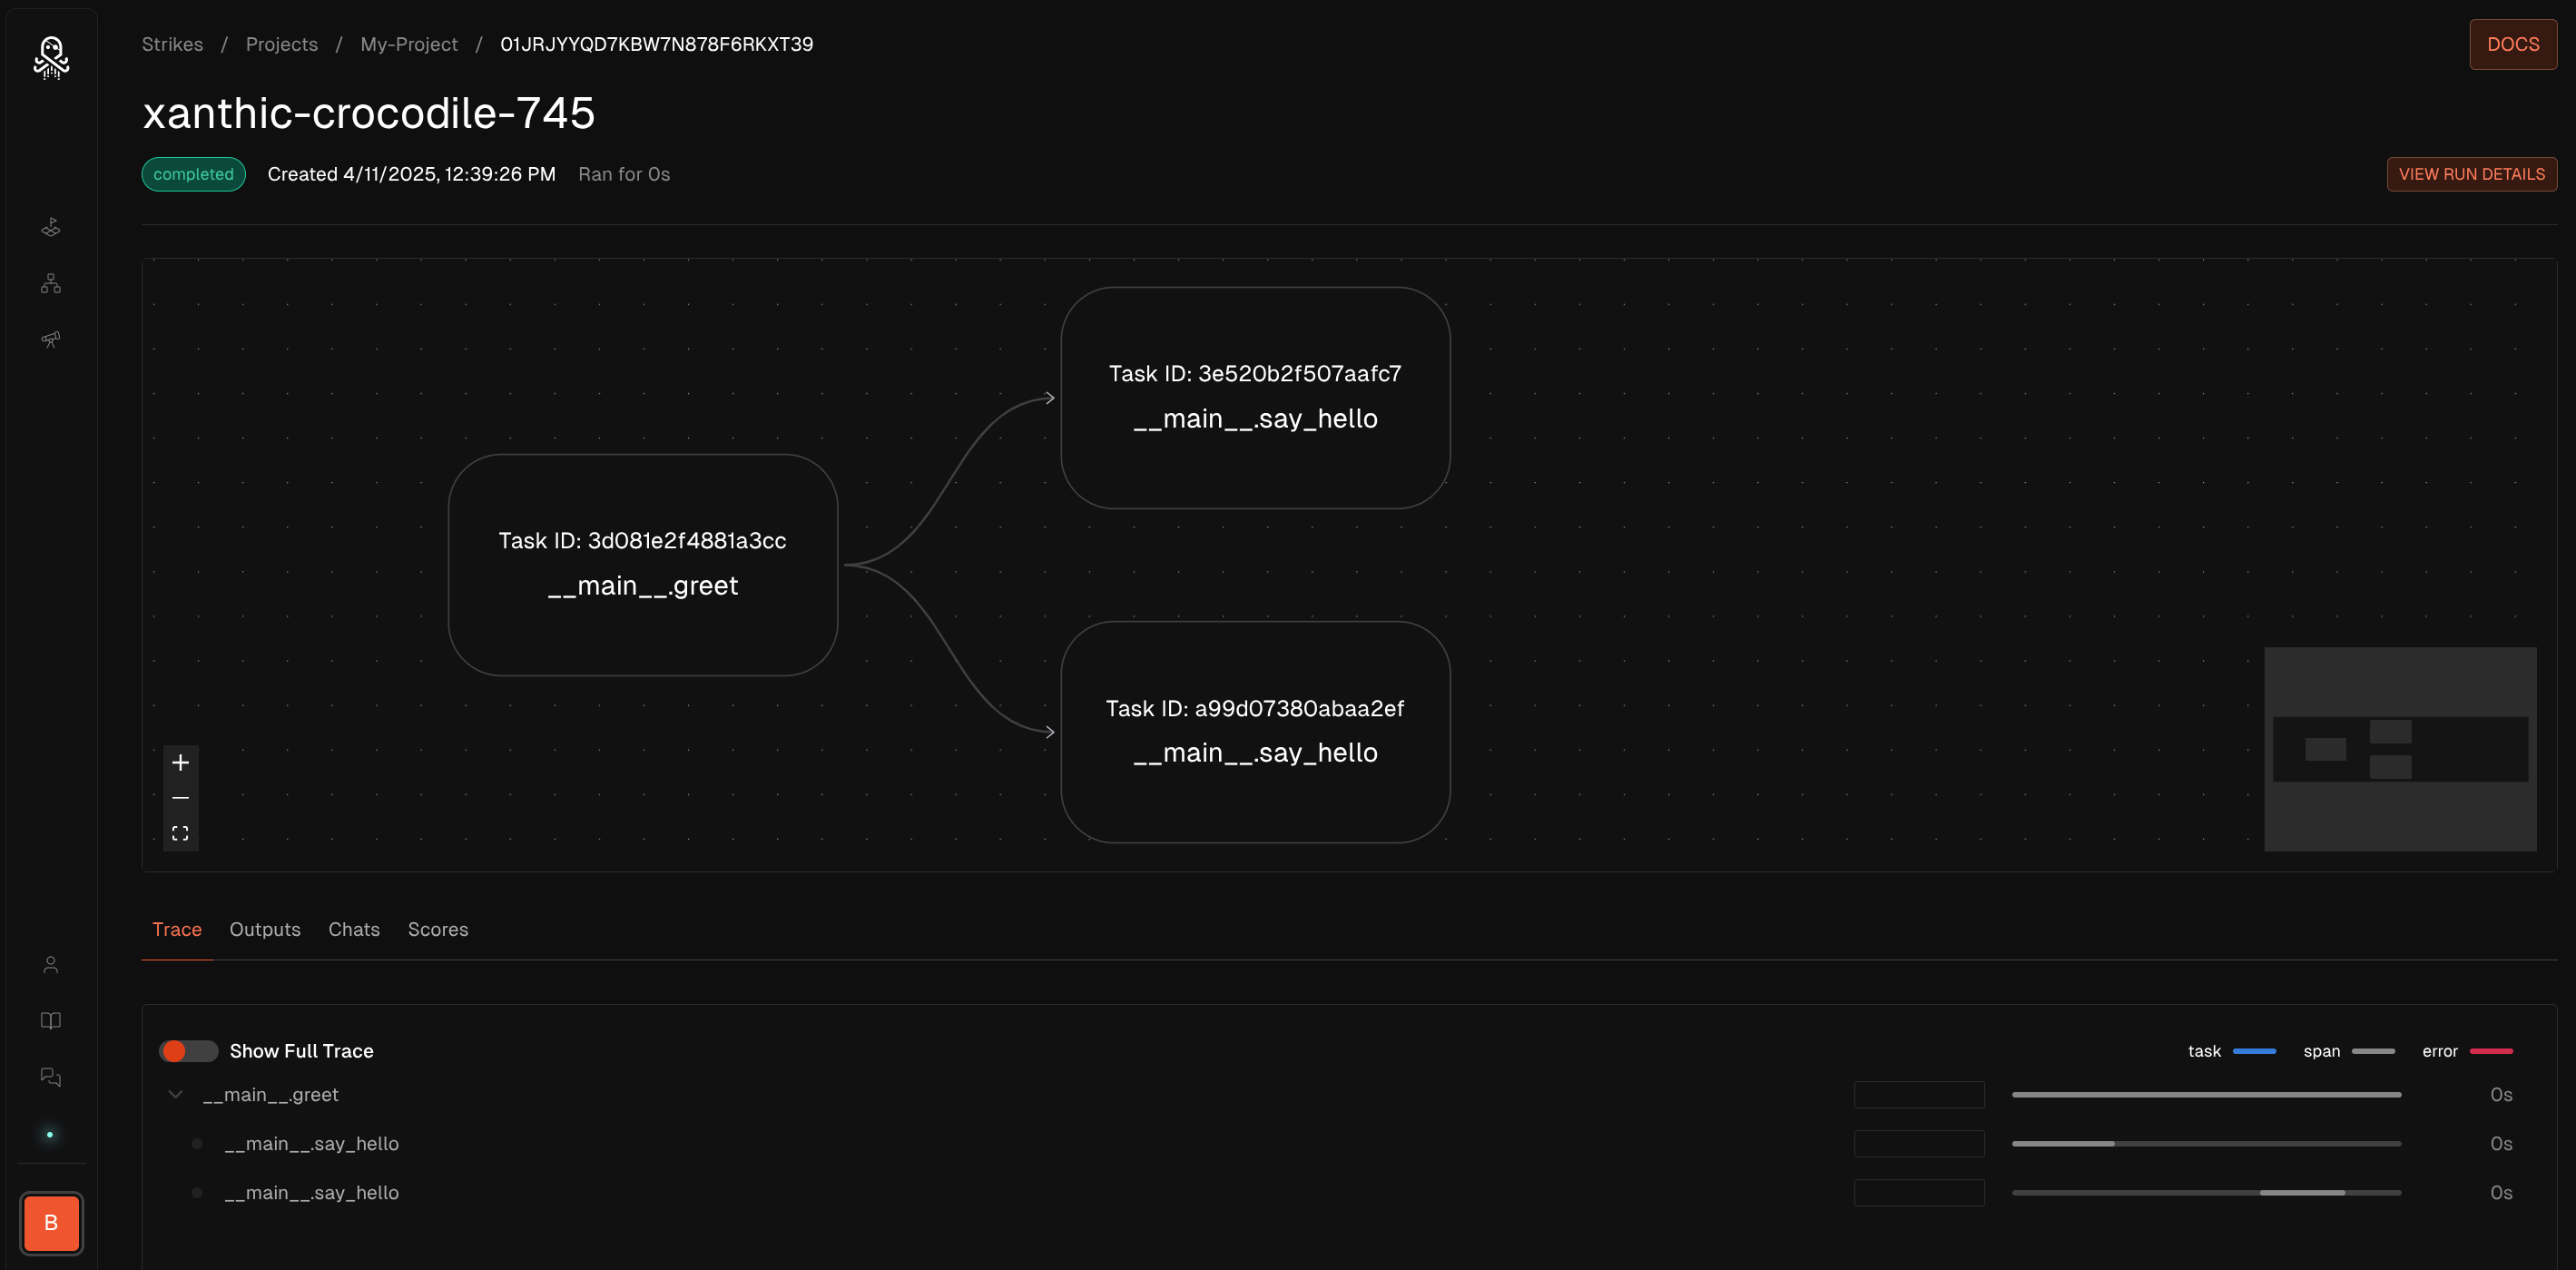 Strikes / Projects / My-Project / 01JRJYYQD7KBW7N878F6RKXT39
DOCS
xanthic-crocodile-745
completed Created 4/11/2025, 12:39:26 PM Ran for 0s
VIEW RUN DETAILS
Task ID: 3e520b2f507aafc7
__main__.say_hello
Task ID: 3d081e2f4881a3cc
__main__.greet
Task ID: a99d07380abaa2ef
__main__.say_hello
Trace Outputs Chats Scores
Show Full Trace
task span error
__main__.greet 0s
__main__.say_hello 0s
__main__.say_hello 0s
B